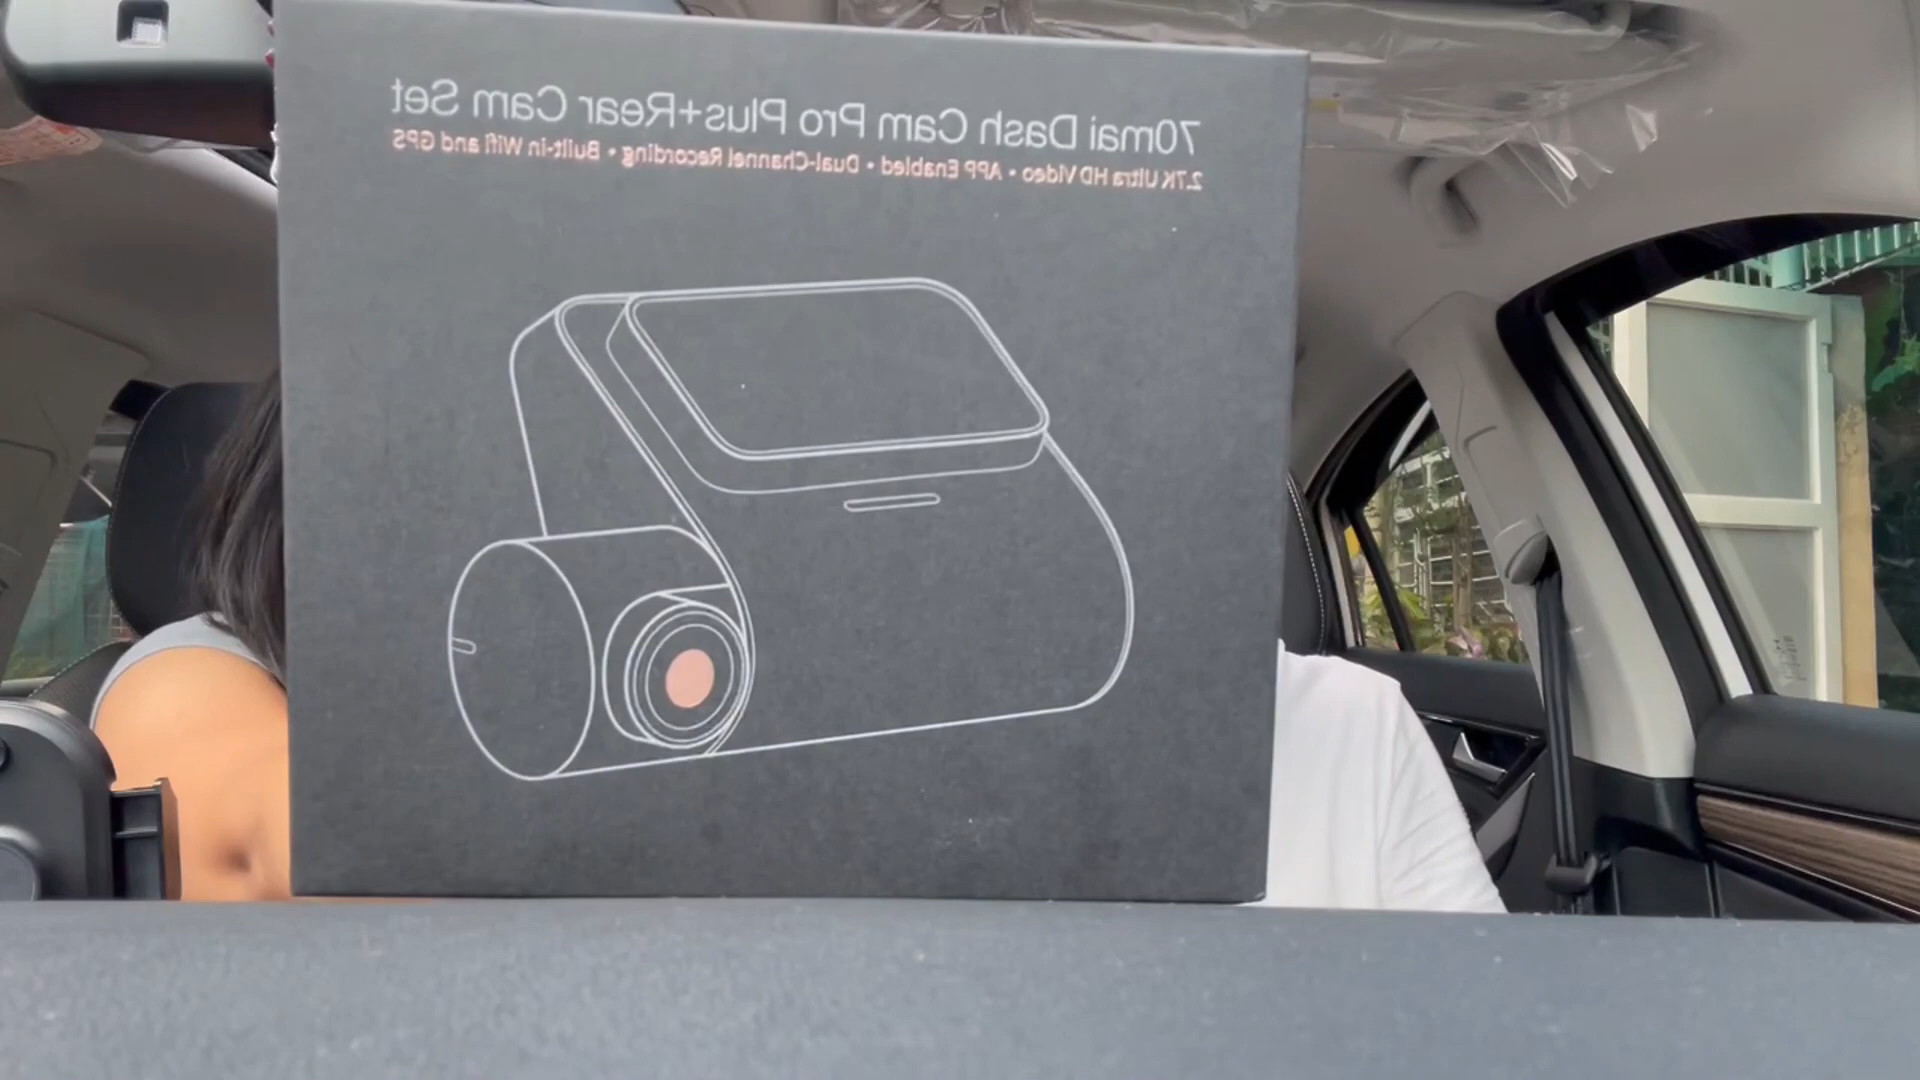 70mai Dash Cam Pro Plus+Rear Cam Set
2.7K Ultra HD Video • APP Enabled • Dual-Channel Recording • Built-in Wifi and GPS